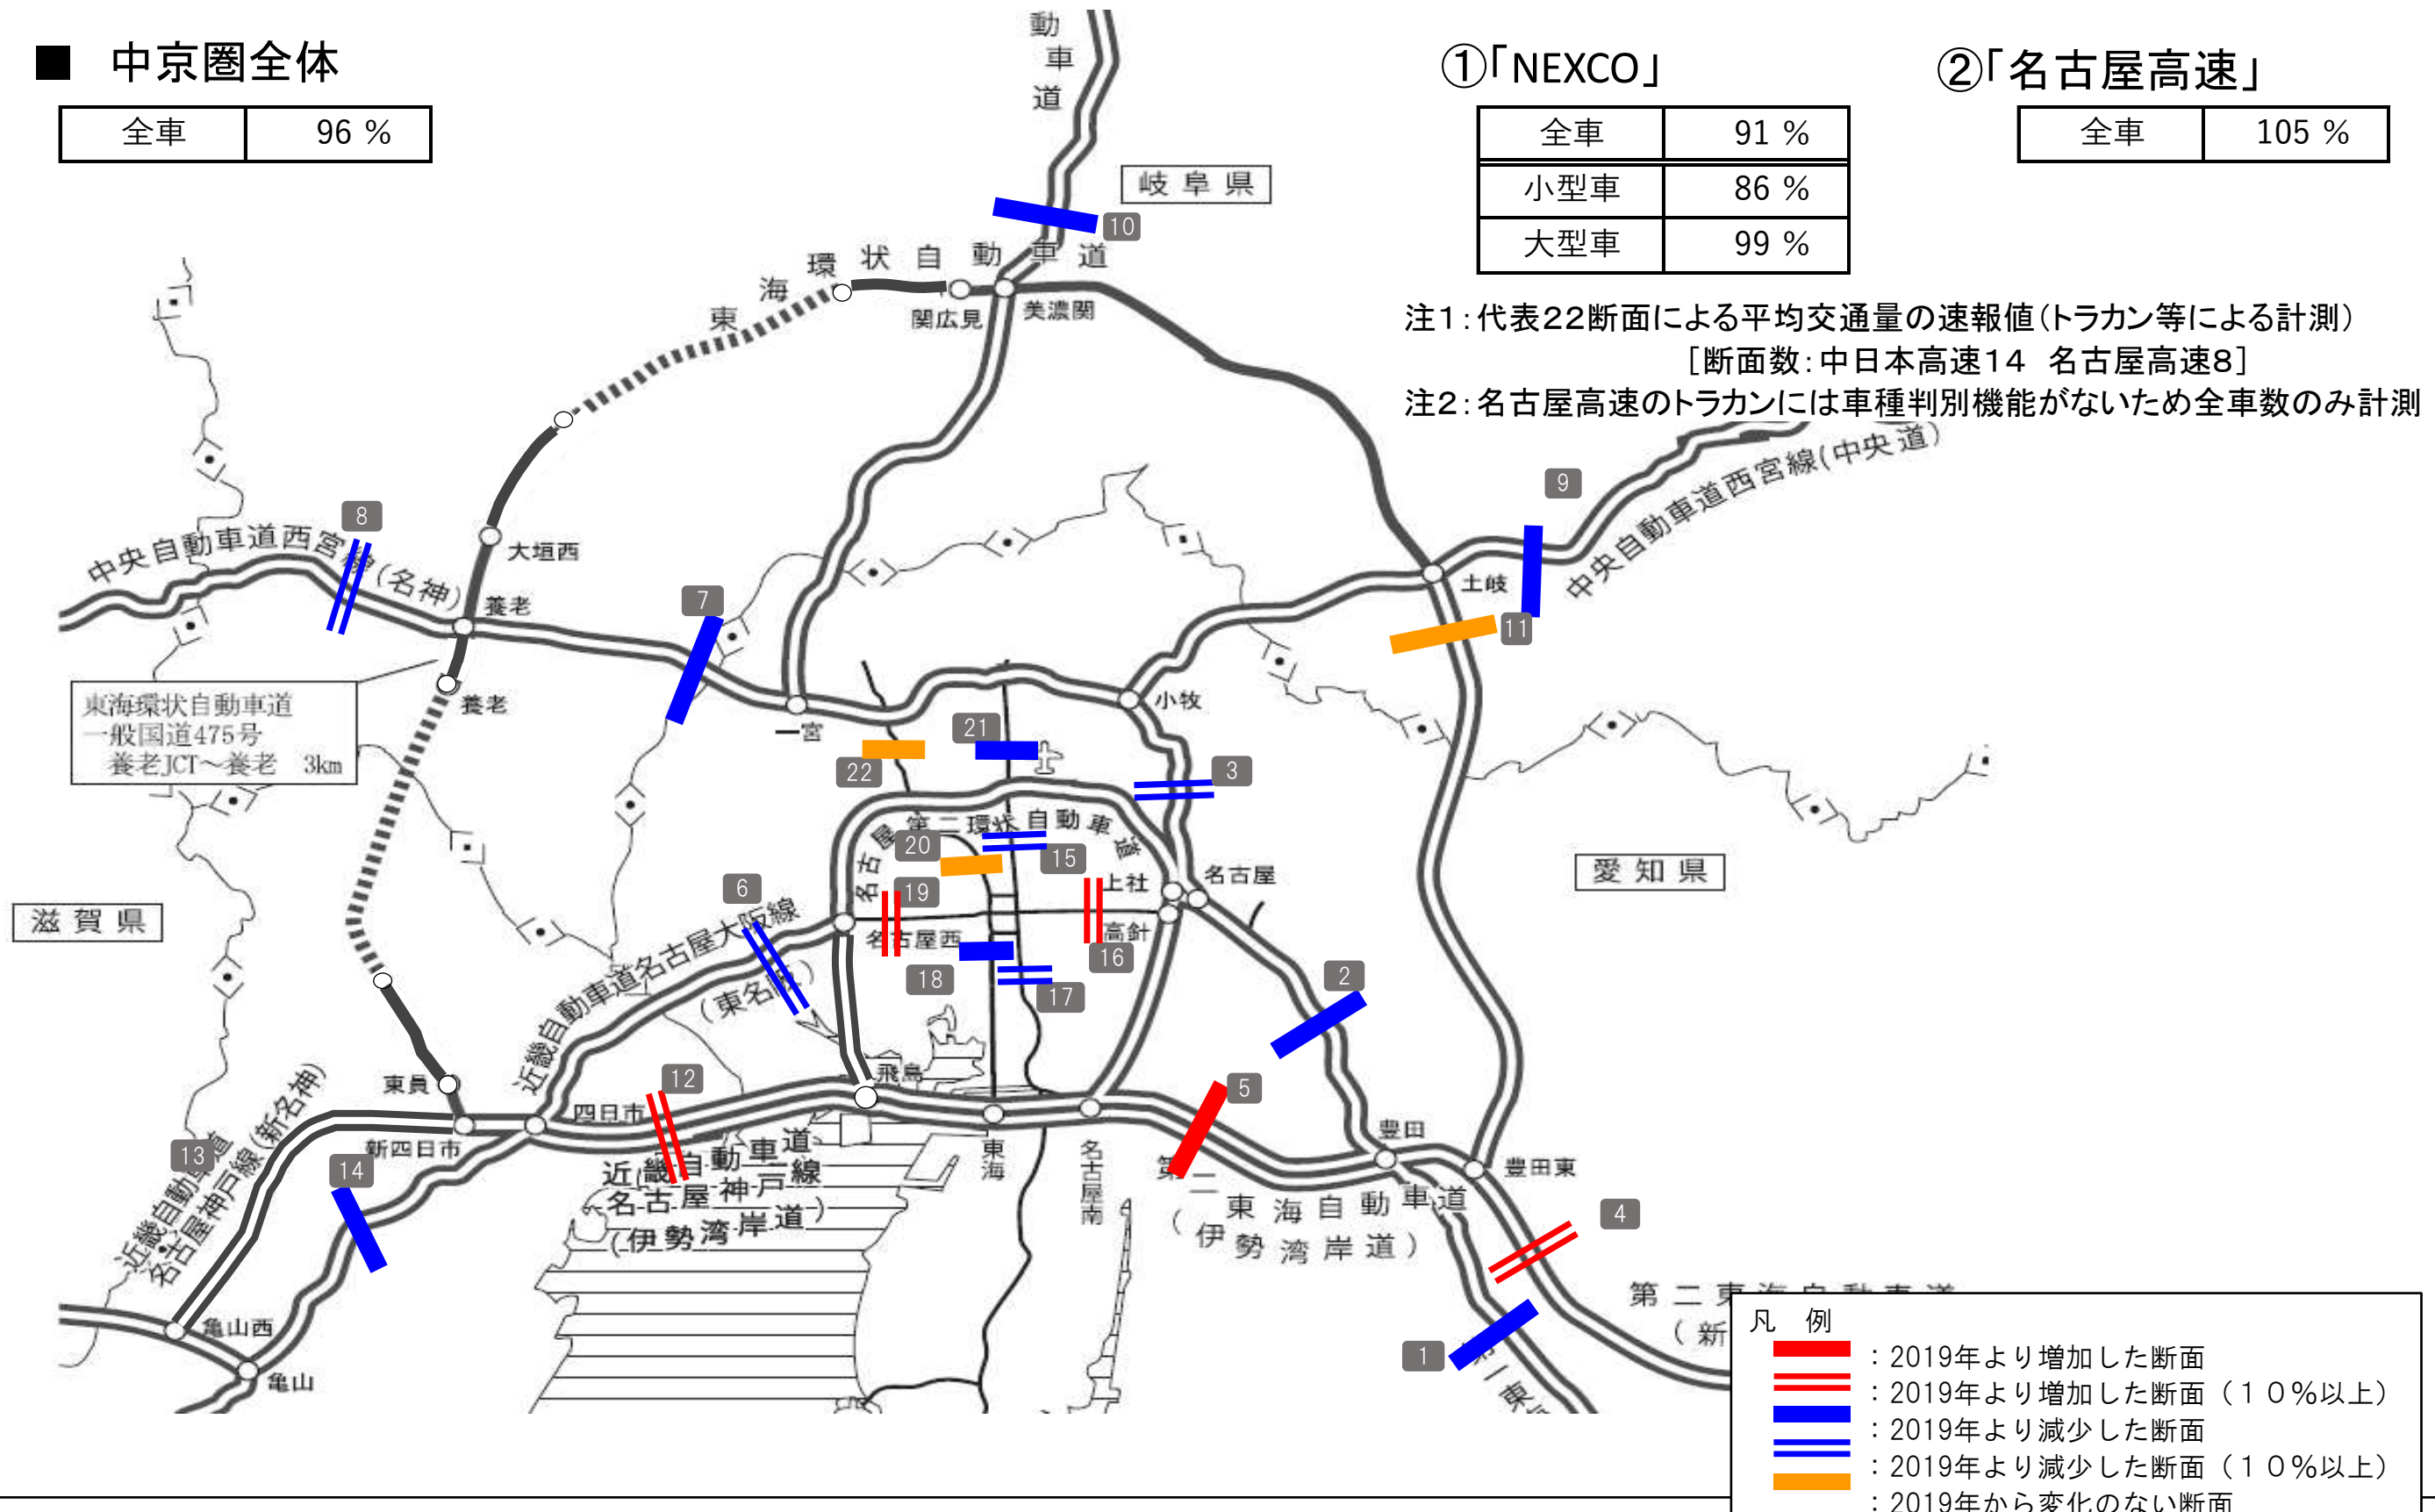 ■ 中京圏全体
全車 96 %
①「NEXCO」
全車 91 %
小型車 86 %
大型車 99 %
②「名古屋高速」
全車 105 %
注1：代表22断面による平均交通量の速報値（トラカン等による計測）
［断面数：中日本高速14 名古屋高速8］
注2：名古屋高速のトラカンには車種判別機能がないため全車数のみ計測
動車道
岐阜県
10
東海環状自動車道
関広見
美濃関
9
中央自動車道西宮線(中央道)
8
中央自動車道西宮線(名神)
大垣西
養老
7
土岐
11
東海環状自動車道
一般国道475号
養老JCT～養老 3km
養老
一宮
小牧
21
22
3
名古屋第二環状自動車道
20
15
上社
名古屋
愛知県
6
19
滋賀県
名古屋西
高針
16
近畿自動車道名古屋大阪線
(東名阪)
18
17
2
飛島
東員
12
5
四日市
新四日市
13
14
近畿自動車道
名古屋神戸線(新名神)
近畿自動車道
名古屋神戸線
(伊勢湾岸道)
東海
名古屋南
豊田
豊田東
第二東海自動車道
(伊勢湾岸道)
4
第二東海自動車道
(新
1
亀山西
亀山
凡 例
：2019年より増加した断面
：2019年より増加した断面（１０%以上）
：2019年より減少した断面
：2019年より減少した断面（１０%以上）
：2019年から変化のない断面